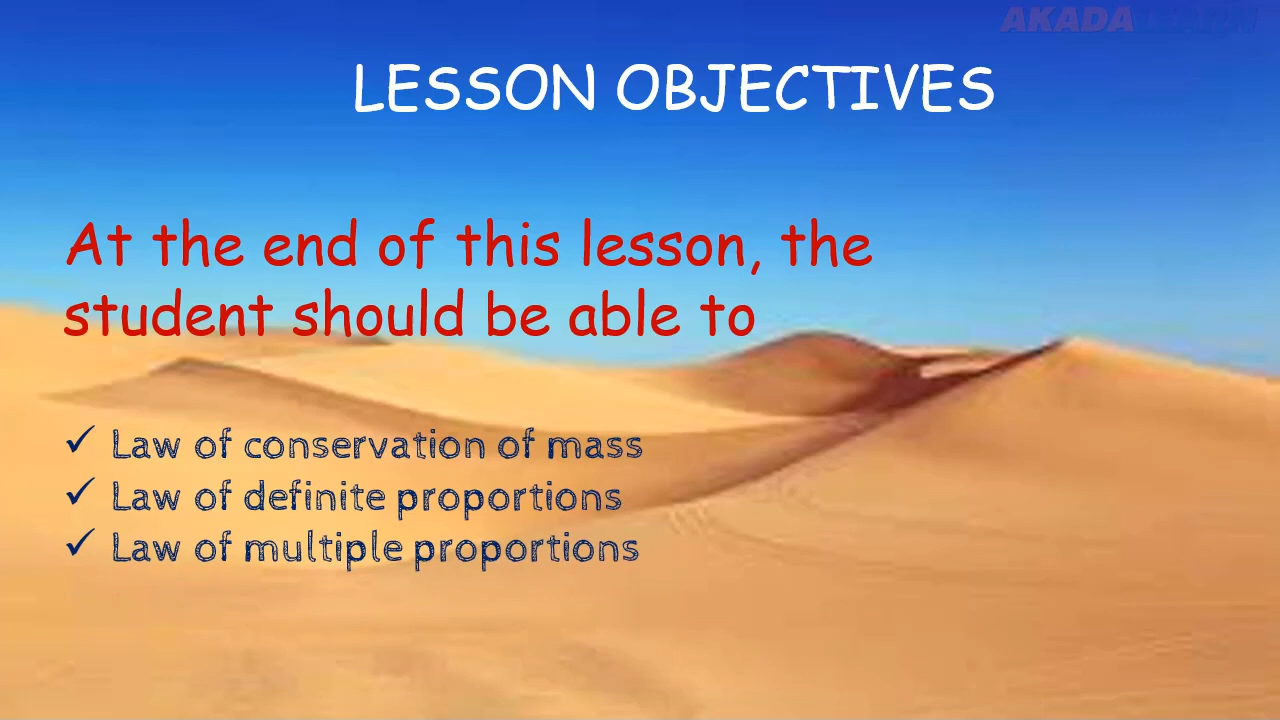 AKADALEARN
LESSON OBJECTIVES
At the end of this lesson, the
student should be able to
✓ Law of conservation of mass
✓ Law of definite proportions
✓ Law of multiple proportions